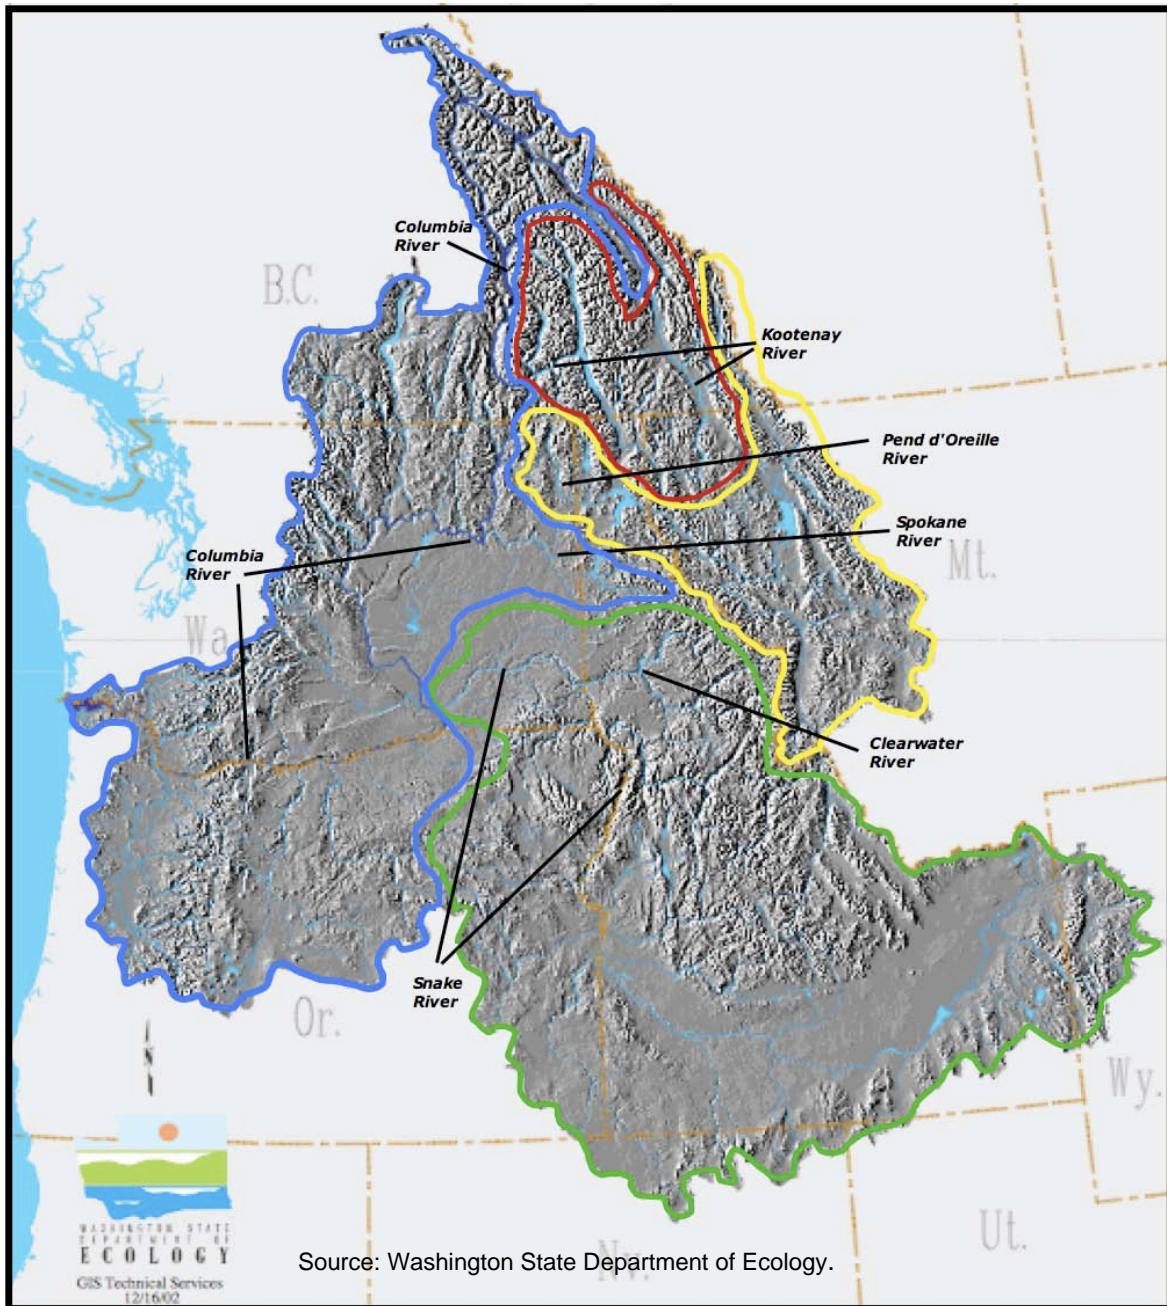 Columbia
River
B.C.
Kootenay
River
Pend d'Oreille
River
Spokane
River
Columbia
River
Mt.
Wa.
Clearwater
River
Snake
River
Or.
N
Wy.
Ut.
Nv.
WASHINGTON STATE
DEPARTMENT OF
ECOLOGY
GIS Technical Services
12/16/02
Source: Washington State Department of Ecology.